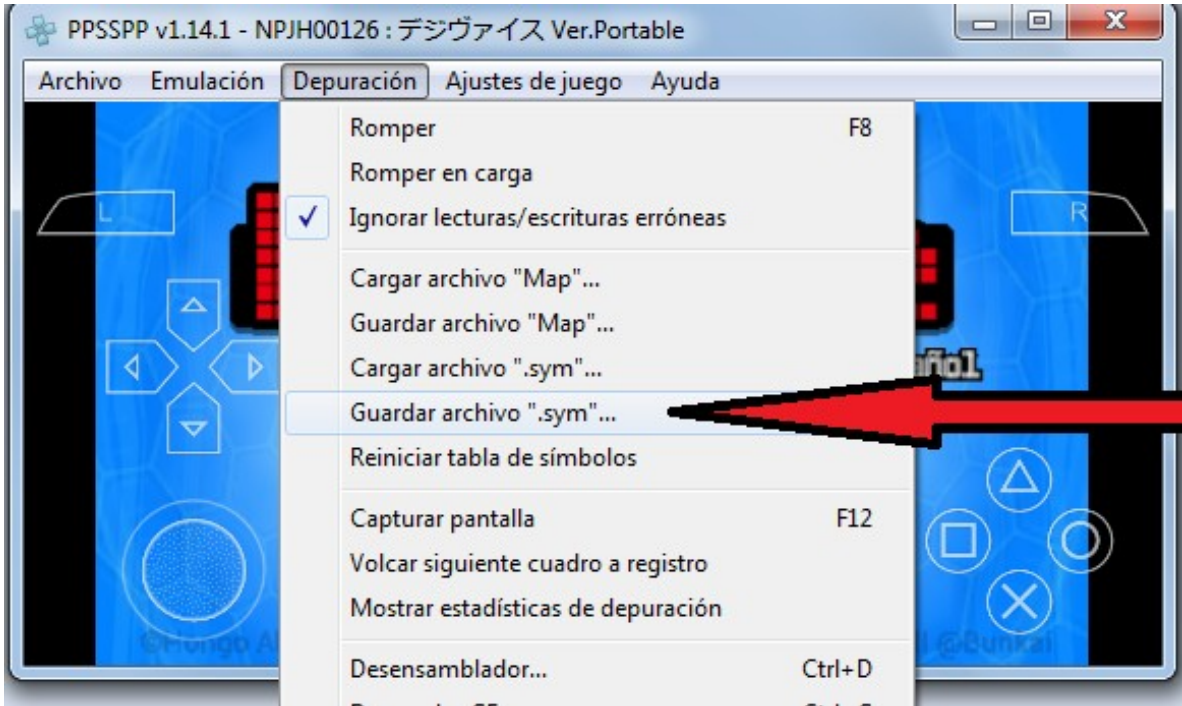 PPSSPP v1.14.1 - NPJH00126 : デジヴァイス Ver.Portable
Archivo Emulación Depuración Ajustes de juego Ayuda
Romper F8
Romper en carga
Ignorar lecturas/escrituras erróneas
L
R
Cargar archivo "Map"...
Guardar archivo "Map"...
Cargar archivo ".sym"...
Guardar archivo ".sym"...
Reiniciar tabla de símbolos
Capturar pantalla F12
Volcar siguiente cuadro a registro
Mostrar estadísticas de depuración
©Hongo @Bunkai
Desensamblador... Ctrl+D